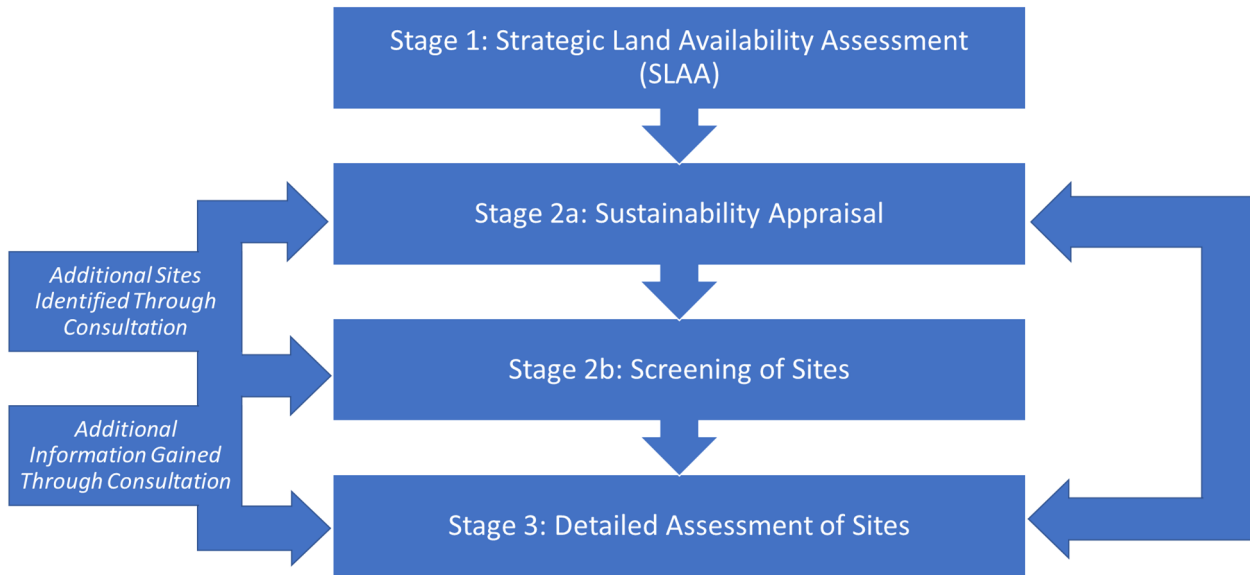 Stage 1: Strategic Land Availability Assessment
(SLAA)
Stage 2a: Sustainability Appraisal
Additional Sites
Identified Through
Consultation
Stage 2b: Screening of Sites
Additional
Information Gained
Through Consultation
Stage 3: Detailed Assessment of Sites